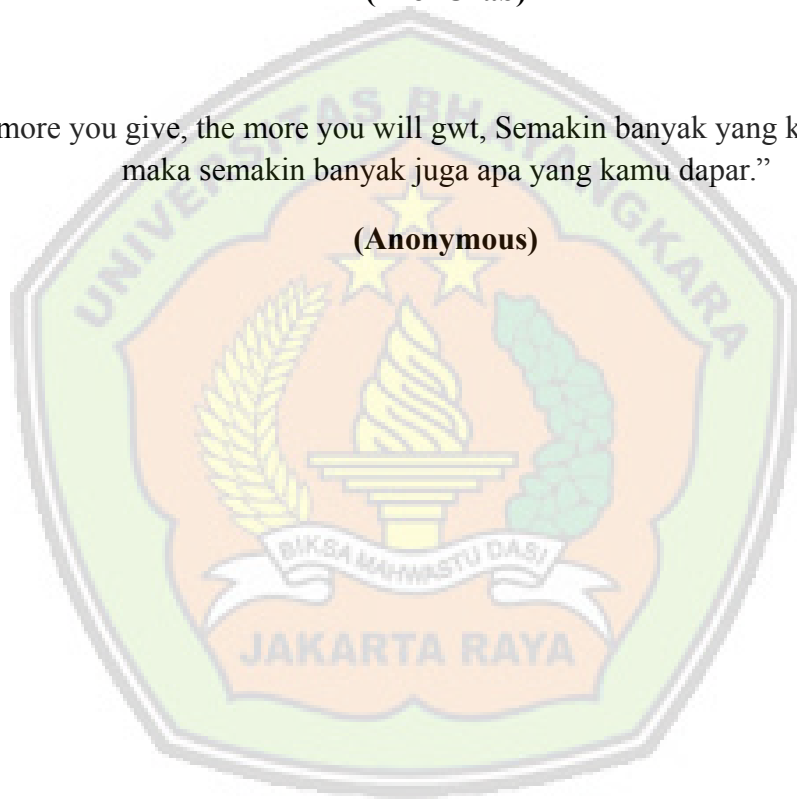 more you give, the more you will gwt, Semakin banyak yang k
maka semakin banyak juga apa yang kamu dapar.”
(Anonymous)
UNIVERSITAS BHAYANGKARA
BIKSA MAHWASTU DASI
JAKARTA RAYA